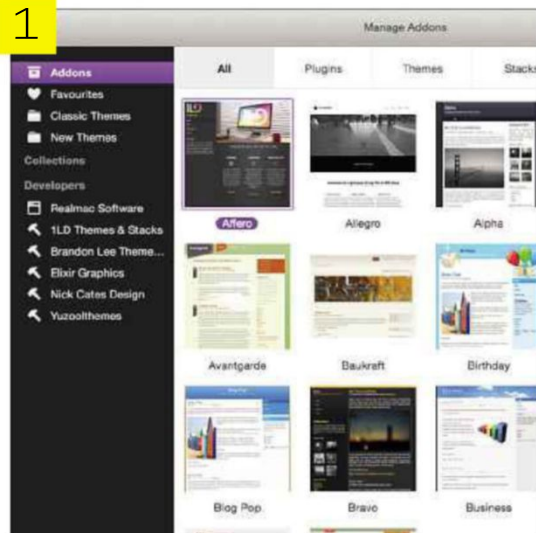 1
Manage Addons
Addons
Favourites
Classic Themes
New Themes
Collections
Developers
Realmac Software
1LD Themes & Stacks
Brandon Lee Theme...
Elixir Graphics
Nick Cates Design
Yuzoolthemes
All Plugins Themes Stacks
Affero Allegro Alpha
Avantgarde Baukraft Birthday
Blog Pop Bravo Business